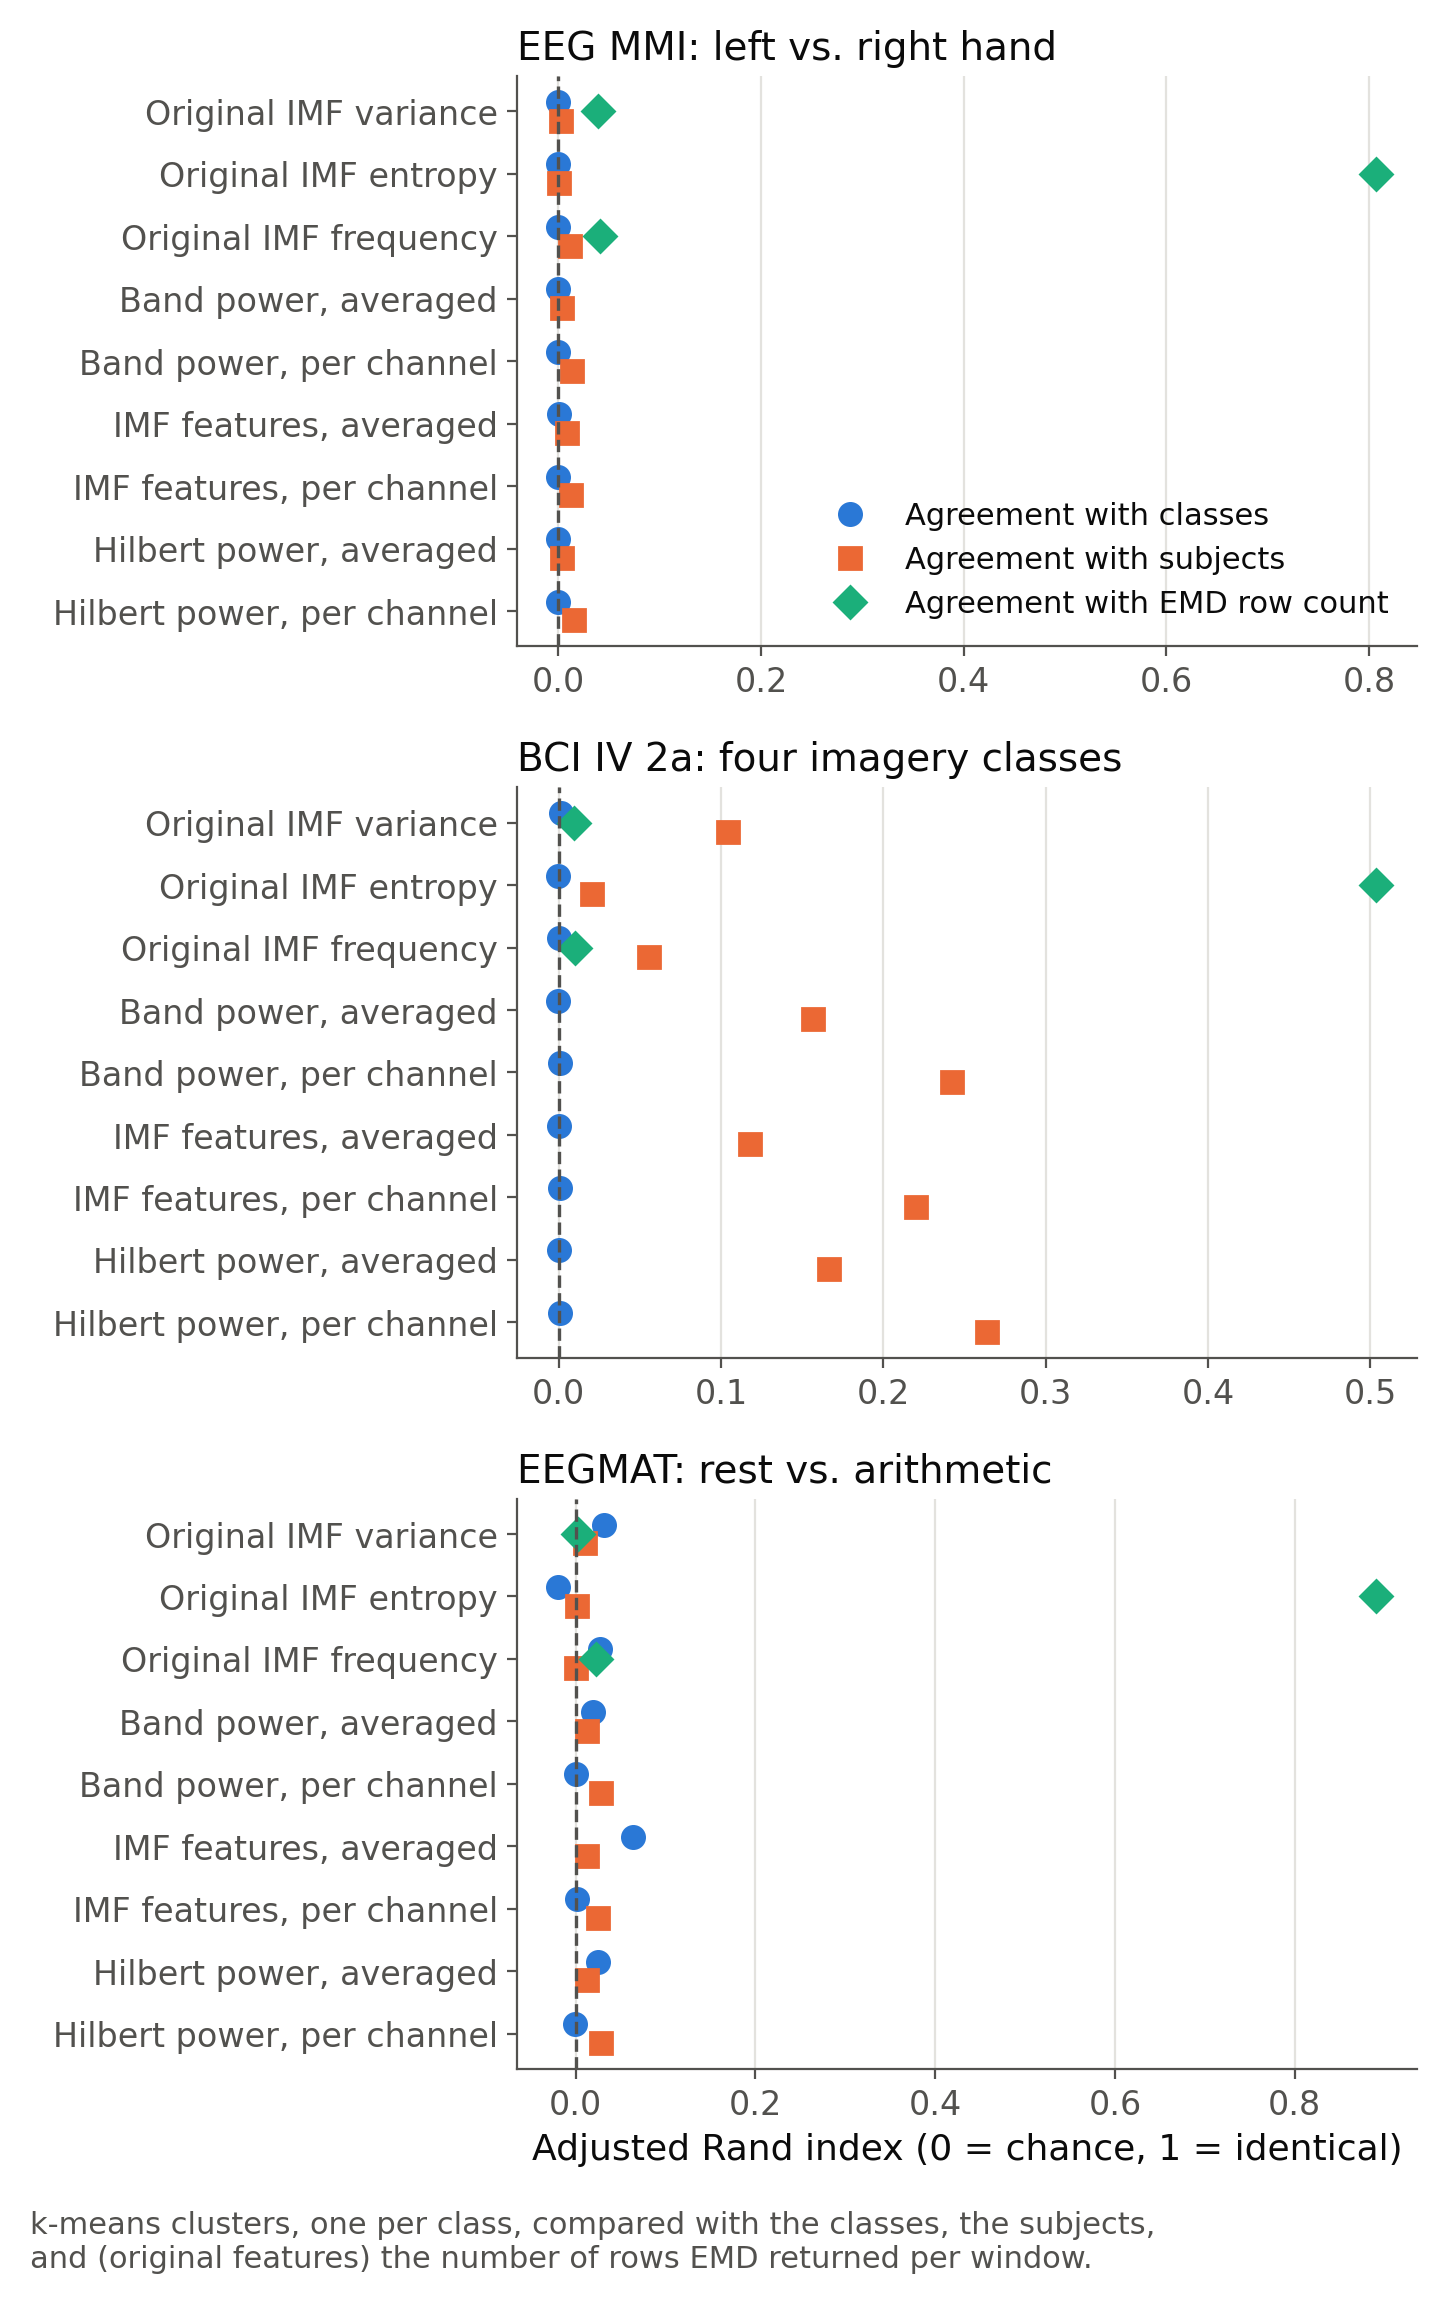 EEG MMI: left vs. right hand
Original IMF variance
Original IMF entropy
Original IMF frequency
Band power, averaged
Band power, per channel
IMF features, averaged
IMF features, per channel
Hilbert power, averaged
Hilbert power, per channel
Agreement with classes
Agreement with subjects
Agreement with EMD row count
0.0 0.2 0.4 0.6 0.8
BCI IV 2a: four imagery classes
Original IMF variance
Original IMF entropy
Original IMF frequency
Band power, averaged
Band power, per channel
IMF features, averaged
IMF features, per channel
Hilbert power, averaged
Hilbert power, per channel
0.0 0.1 0.2 0.3 0.4 0.5
EEGMAT: rest vs. arithmetic
Original IMF variance
Original IMF entropy
Original IMF frequency
Band power, averaged
Band power, per channel
IMF features, averaged
IMF features, per channel
Hilbert power, averaged
Hilbert power, per channel
0.0 0.2 0.4 0.6 0.8
Adjusted Rand index (0 = chance, 1 = identical)
k-means clusters, one per class, compared with the classes, the subjects,
and (original features) the number of rows EMD returned per window.